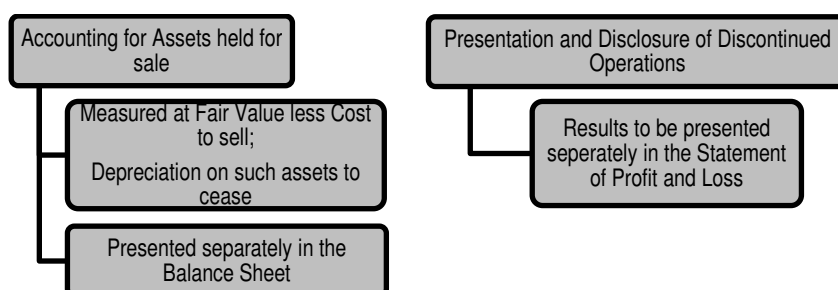 Accounting for Assets held for
sale
Measured at Fair Value less Cost
to sell;
Depreciation on such assets to
cease
Presented separately in the
Balance Sheet
Presentation and Disclosure of Discontinued
Operations
Results to be presented
seperately in the Statement
of Profit and Loss